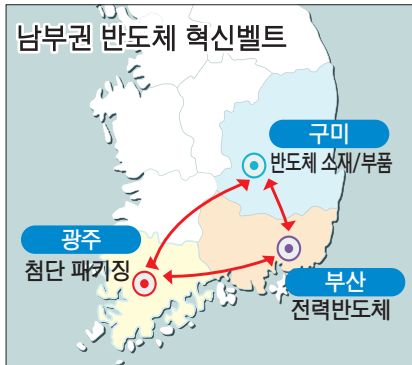 남부권 반도체 혁신벨트
구미
반도체 소재/부품
광주
첨단 패키징
부산
전력반도체